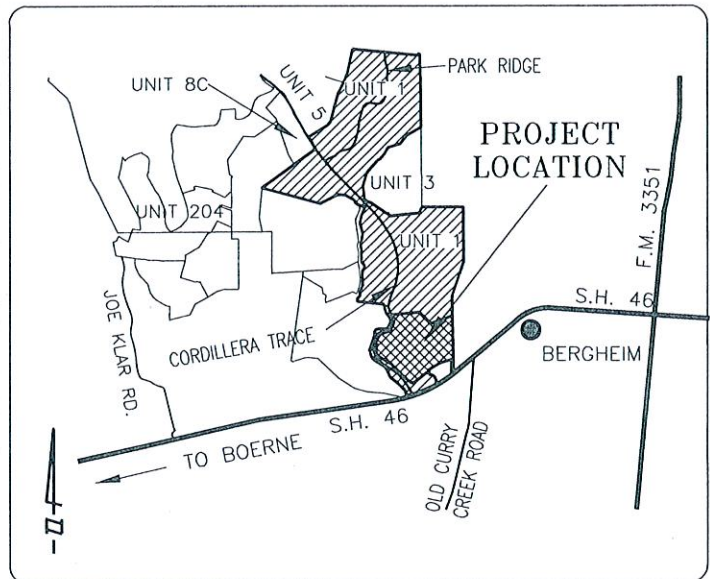 PARK RIDGE
UNIT 8C
UNIT 5
UNIT 1
PROJECT
LOCATION
UNIT 3
UNIT 204
UNIT 1
F.M. 3351
S.H. 46
JOE KLAR RD.
CORDILLERA TRACE
BERGHEIM
S.H. 46
TO BOERNE
OLD CURRY
CREEK ROAD